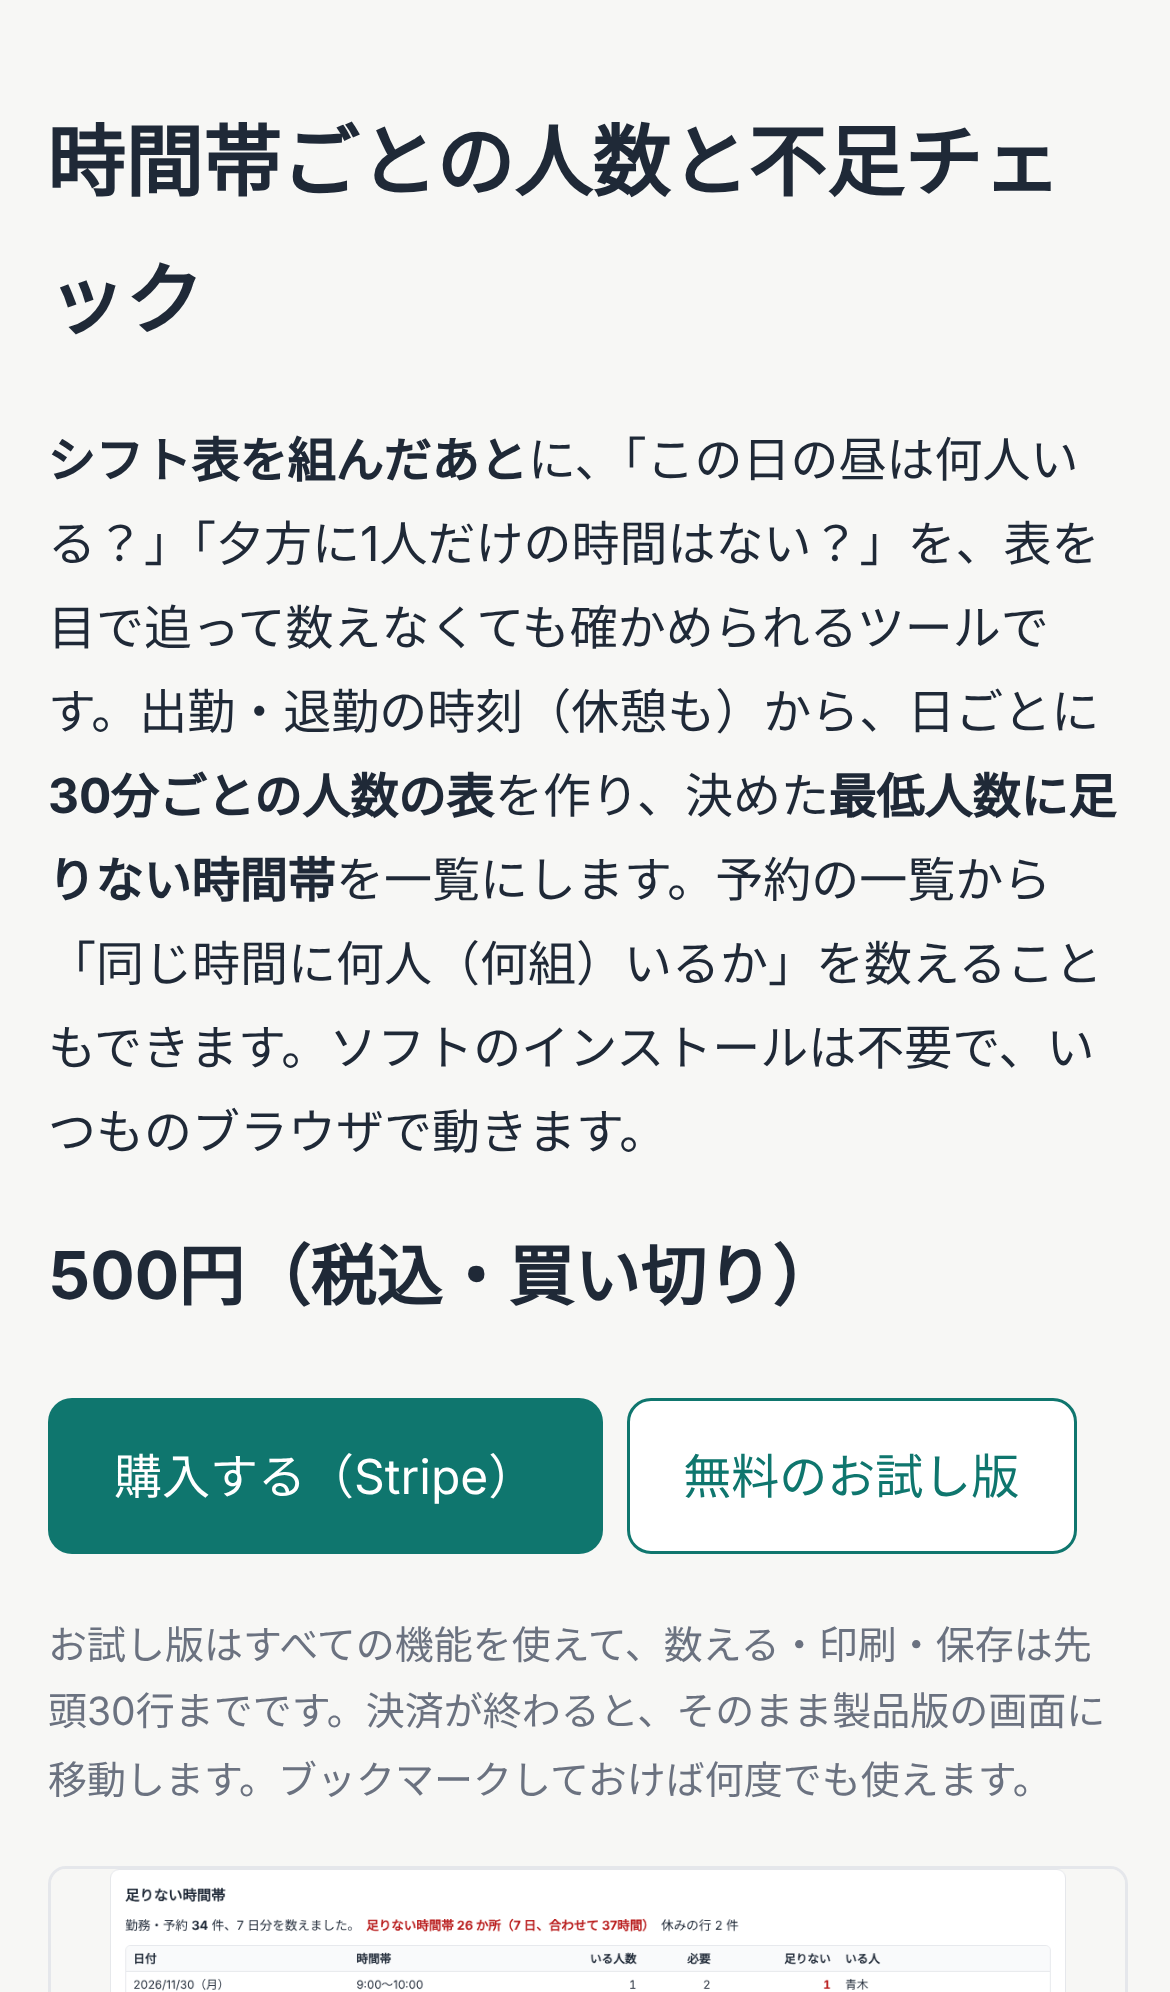 時間帯ごとの人数と不足チェ
ック
シフト表を組んだあとに、「この日の昼は何人い
る？」「夕方に1人だけの時間はない？」を、表を
目で追って数えなくても確かめられるツールで
す。出勤・退勤の時刻（休憩も）から、日ごとに
30分ごとの人数の表を作り、決めた最低人数に足
りない時間帯を一覧にします。予約の一覧から
「同じ時間に何人（何組）いるか」を数えること
もできます。ソフトのインストールは不要で、い
つものブラウザで動きます。
500円（税込・買い切り）
購入する（Stripe） 無料のお試し版
お試し版はすべての機能を使えて、数える・印刷・保存は先
頭30行までです。決済が終わると、そのまま製品版の画面に
移動します。ブックマークしておけば何度でも使えます。
足りない時間帯
勤務・予約 34 件、7 日分を数えました。 足りない時間帯 26 か所（7 日、合わせて 37時間） 休みの行 2 件
日付 時間帯 いる人数 必要 足りない いる人
2026/11/30（月） 9:00〜10:00 1 2 1 青木